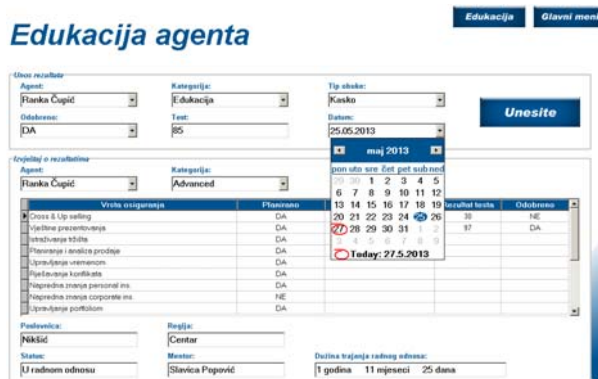 Edukacija
Glavni meni
Edukacija agenta
Unos rezultata
Agent:
Kategorija:
Tip obuke:
Ranka Čupić
Edukacija
Kasko
Unesite
Odobreno:
Test:
Datum:
DA
85
25.05.2013
maj 2013
Izvještaj o rezultatima
Agent:
Kategorija:
Ranka Čupić
Advanced
pon uto sre čet pet sub ned
29 30 1 2 3 4 5
6 7 8 9 10 11 12
13 14 15 16 17 18 19
20 21 22 23 24 25 26
27 28 29 30 31 1 2
3 4 5 6 7 8 9
Today: 27.5.2013
Vrsta osiguranja Planirano Rezultat testa Odobreno
Cross & Up selling DA 38 NE
Vještine prezentovanja DA 97 DA
Istraživanje tržišta DA
Planiranje i analiza prodaje DA
Upravljanje vremenom DA
Rješavanje konflikata DA
Napredna znanja personal ins. DA
Napredna znanja corporate ins. NE
Upravljanje portfoliom DA
Poslovnica:
Regija:
Nikšić
Centar
Status:
Mentor:
Dužina trajanja radnog odnosa:
U radnom odnosu
Slavica Popović
1 godina 11 mjeseci 25 dana